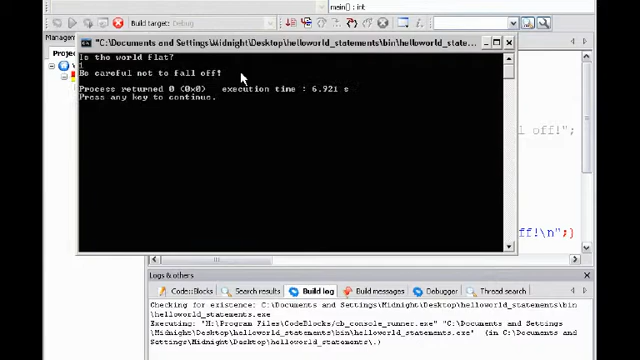 main() : int
Build target:
Manager
"C:\Documents and Settings\Midnight\Desktop\helloworld_statements\bin\helloworld_state...
Proje
Is the world flat?
1
Be careful not to fall off!
Process returned 0 (0x0)   execution time : 6.921 s
Press any key to continue.
l off!";
ff!\n";)
Logs & others
Code::Blocks
Search results
Build log
Build messages
Debugger
Thread search
Checking for existence: C:\Documents and Settings\Midnight\Desktop\helloworld_statements\bin
\helloworld_statements.exe
Executing: "H:\Program Files\CodeBlocks/cb_console_runner.exe" "C:\Documents and Settings
\Midnight\Desktop\helloworld_statements\bin\helloworld_statements.exe"  (in C:\Documents and
Settings\Midnight\Desktop\helloworld_statements\.)